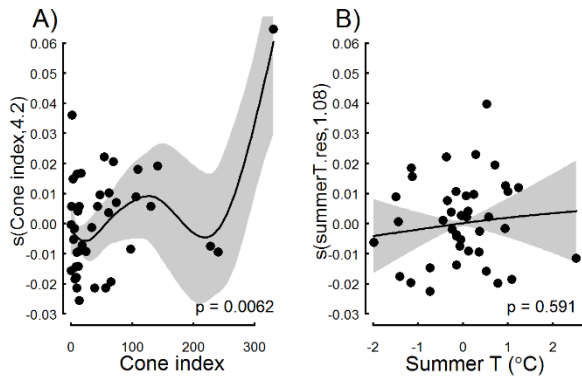 A)
s(Cone index,4.2)
0.06
0.05
0.04
0.03
0.02
0.01
0.00
-0.01
-0.02
-0.03
p = 0.0062
0 100 200 300
Cone index
B)
s(summerT.res,1.08)
0.06
0.05
0.04
0.03
0.02
0.01
0.00
-0.01
-0.02
-0.03
p = 0.591
-2 -1 0 1 2
Summer T (°C)